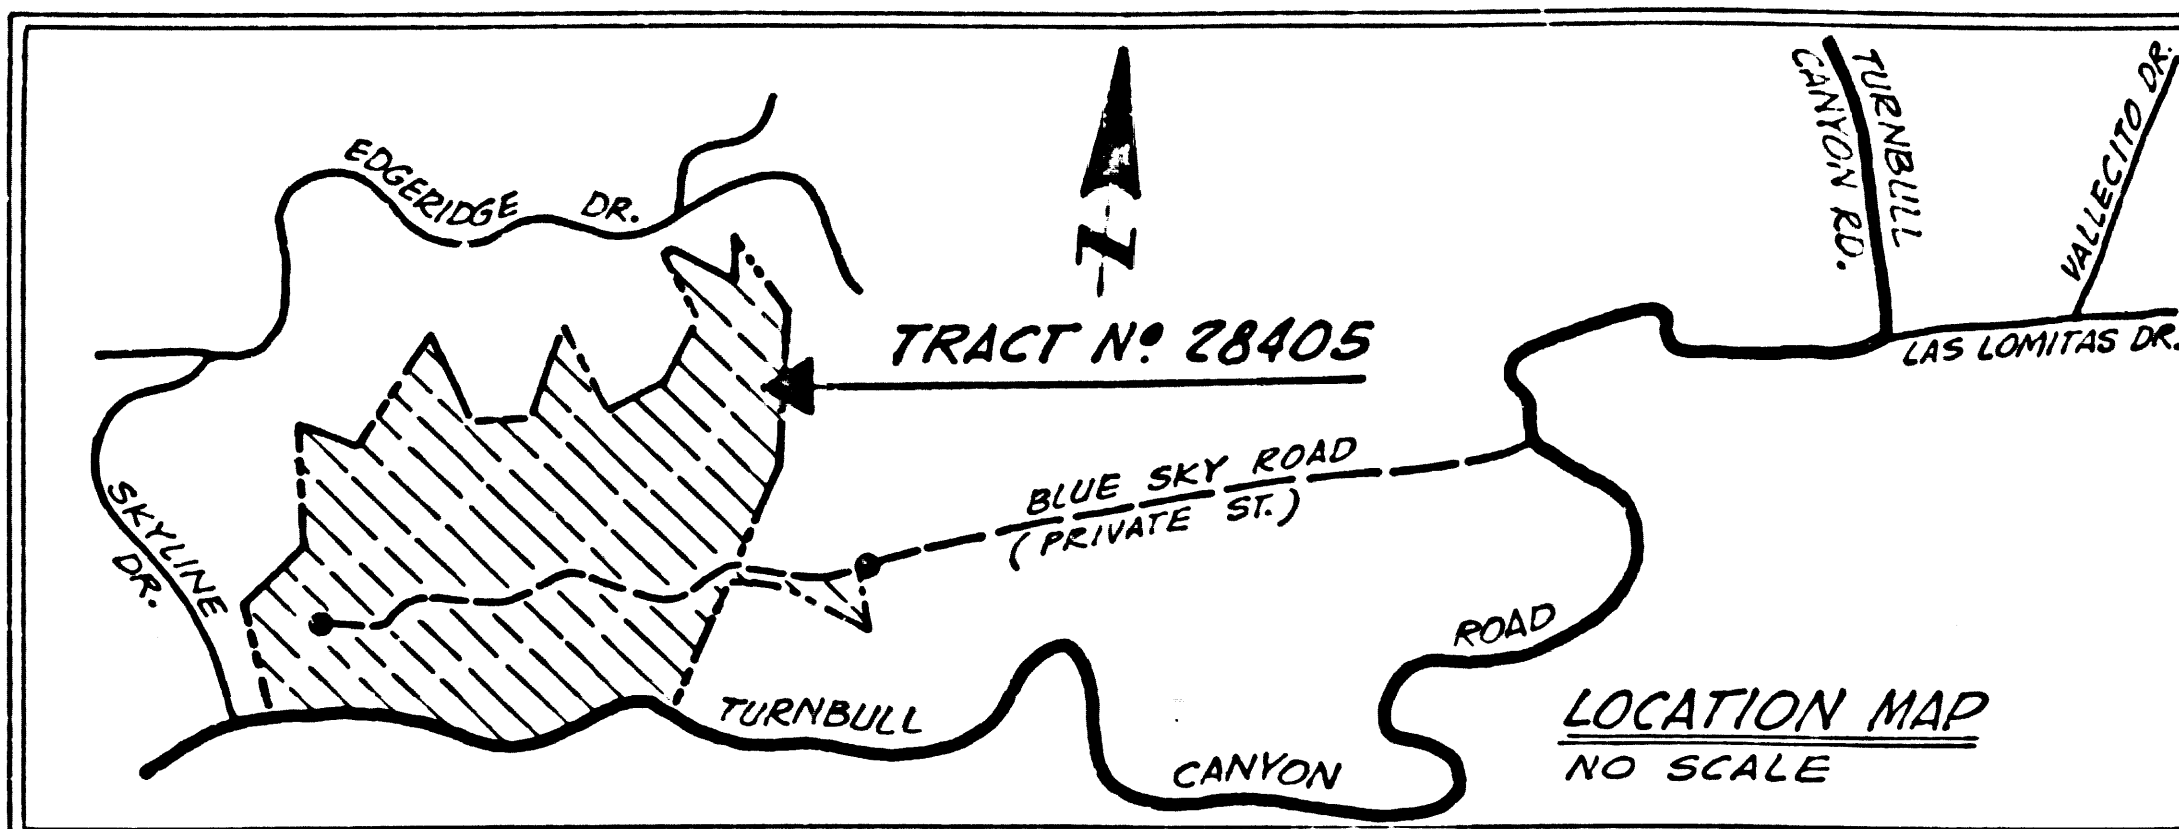 EDGERIDGE DR.
N
TURNBULL
CANYON RD.
VALLECITO DR.
TRACT Nº 28405
LAS LOMITAS DR.
BLUE SKY ROAD
(PRIVATE ST.)
SKYLINE
DR.
TURNBULL CANYON ROAD
LOCATION MAP
NO SCALE